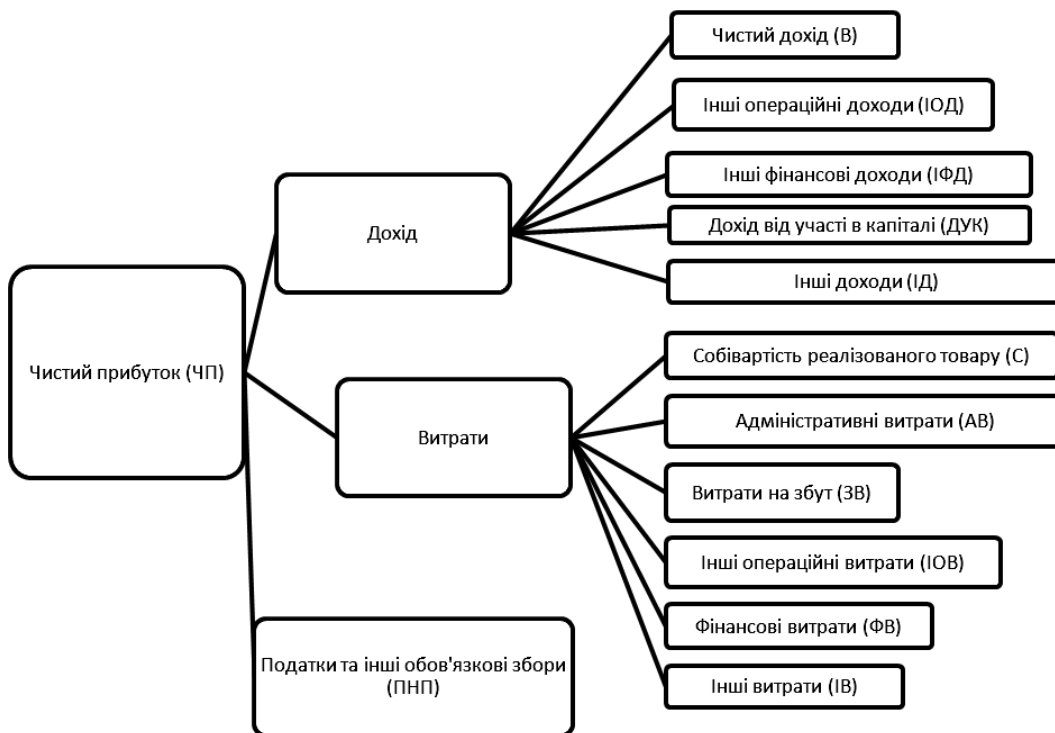 Чистий дохід (В)
Інші операційні доходи (ІОД)
Інші фінансові доходи (ІФД)
Дохід
Дохід від участі в капіталі (ДУК)
Інші доходи (ІД)
Чистий прибуток (ЧП)
Собівартість реалізованого товару (С)
Адміністративні витрати (АВ)
Витрати
Витрати на збут (ЗВ)
Інші операційні витрати (ІОВ)
Фінансові витрати (ФВ)
Податки та інші обов'язкові збори
(ПНП)
Інші витрати (ІВ)